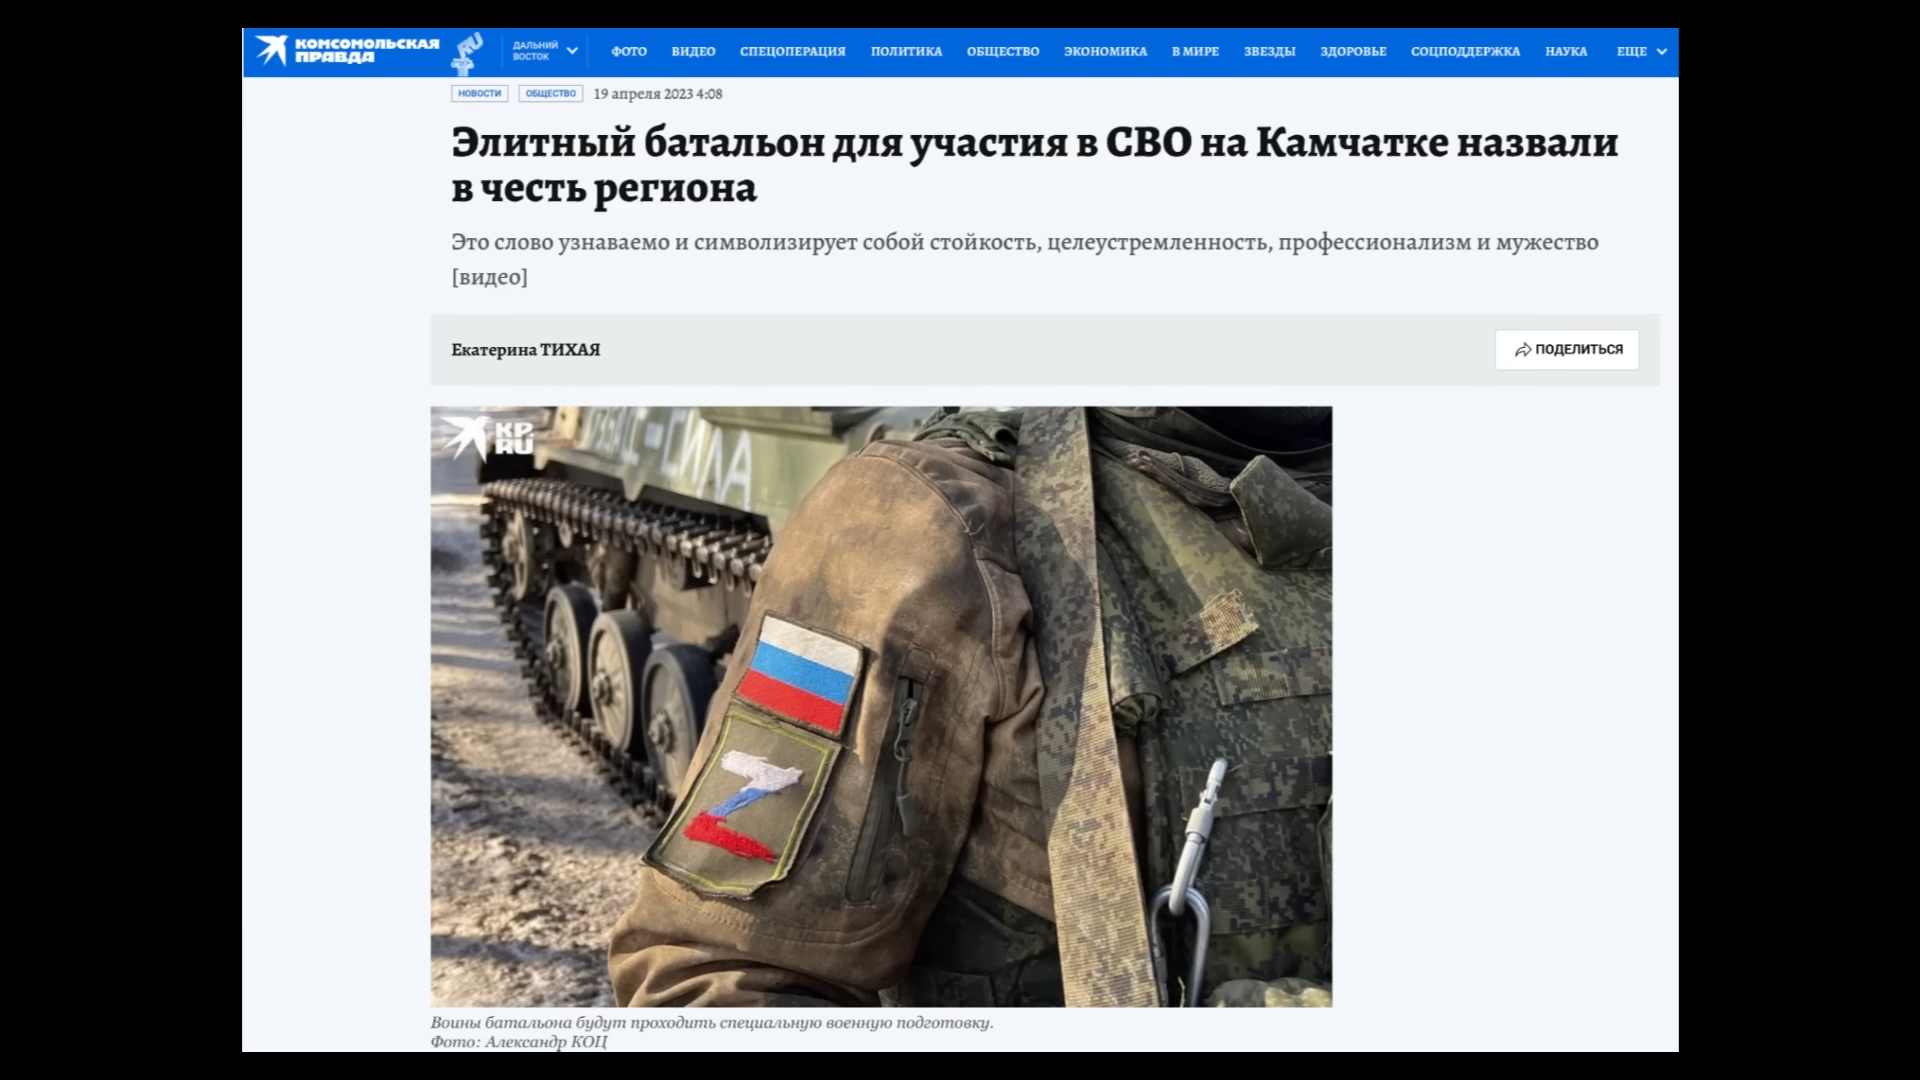 КОМСОМОЛЬСКАЯ
ПРАВДА
RU
ДАЛЬНИЙ
ВОСТОК
ФОТО ВИДЕО СПЕЦОПЕРАЦИЯ ПОЛИТИКА ОБЩЕСТВО ЭКОНОМИКА В МИРЕ ЗВЕЗДЫ ЗДОРОВЬЕ СОЦПОДДЕРЖКА НАУКА ЕЩЕ
НОВОСТИ ОБЩЕСТВО 19 апреля 2023 4:08
Элитный батальон для участия в СВО на Камчатке назвали
в честь региона
Это слово узнаваемо и символизирует собой стойкость, целеустремленность, профессионализм и мужество
[видео]
Екатерина ТИХАЯ
ПОДЕЛИТЬСЯ
KP.
RU
С-СИЛА
Z
Воины батальона будут проходить специальную военную подготовку.
Фото: Александр КОЦ